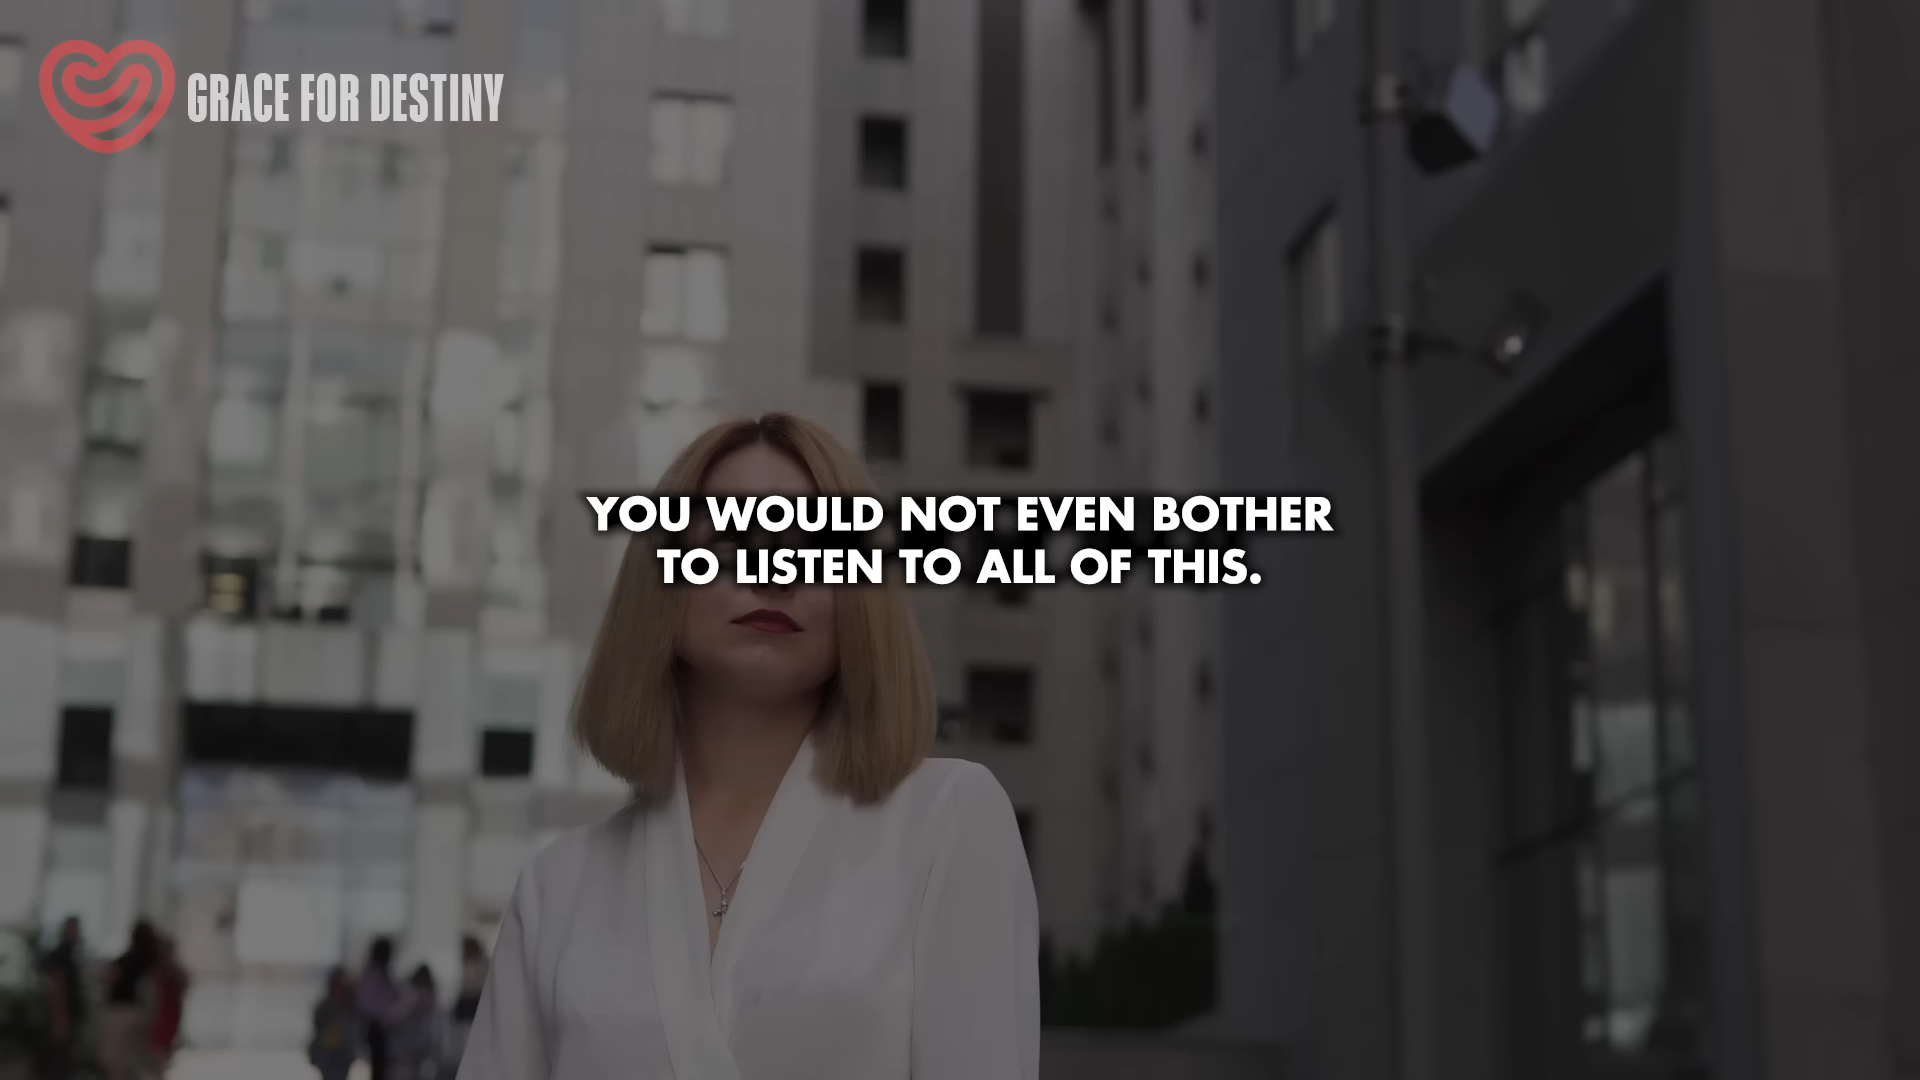 GRACE FOR DESTINY
YOU WOULD NOT EVEN BOTHER
TO LISTEN TO ALL OF THIS.